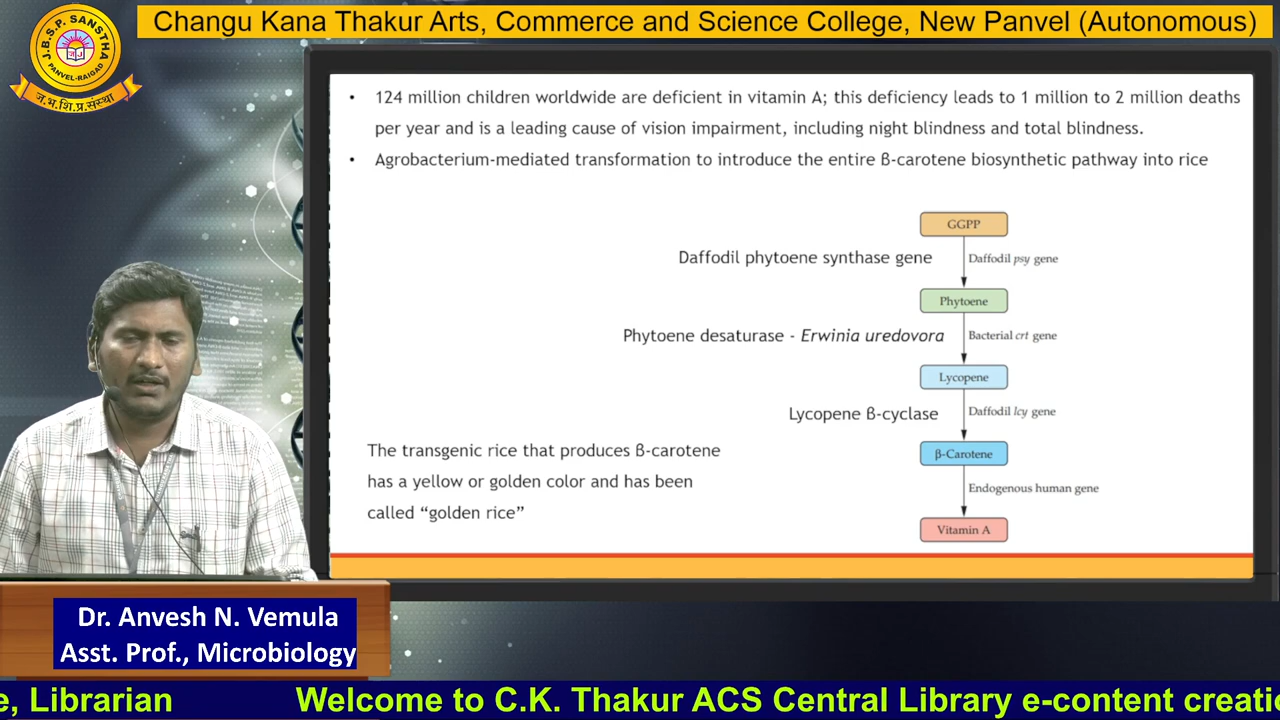 Changu Kana Thakur Arts, Commerce and Science College, New Panvel (Autonomous)
J.B.S.P. SANSTHA
PANVEL-RAIGAD
ज.भ.शि.प्र.संस्था
• 124 million children worldwide are deficient in vitamin A; this deficiency leads to 1 million to 2 million deaths
per year and is a leading cause of vision impairment, including night blindness and total blindness.
• Agrobacterium-mediated transformation to introduce the entire β-carotene biosynthetic pathway into rice
GGPP
Daffodil phytoene synthase gene
Daffodil psy gene
Phytoene
Phytoene desaturase - Erwinia uredovora
Bacterial crt gene
Lycopene
Lycopene β-cyclase
Daffodil lcy gene
β-Carotene
The transgenic rice that produces β-carotene
has a yellow or golden color and has been
called “golden rice”
Endogenous human gene
Vitamin A
Dr. Anvesh N. Vemula
Asst. Prof., Microbiology
e, Librarian Welcome to C.K. Thakur ACS Central Library e-content creatio